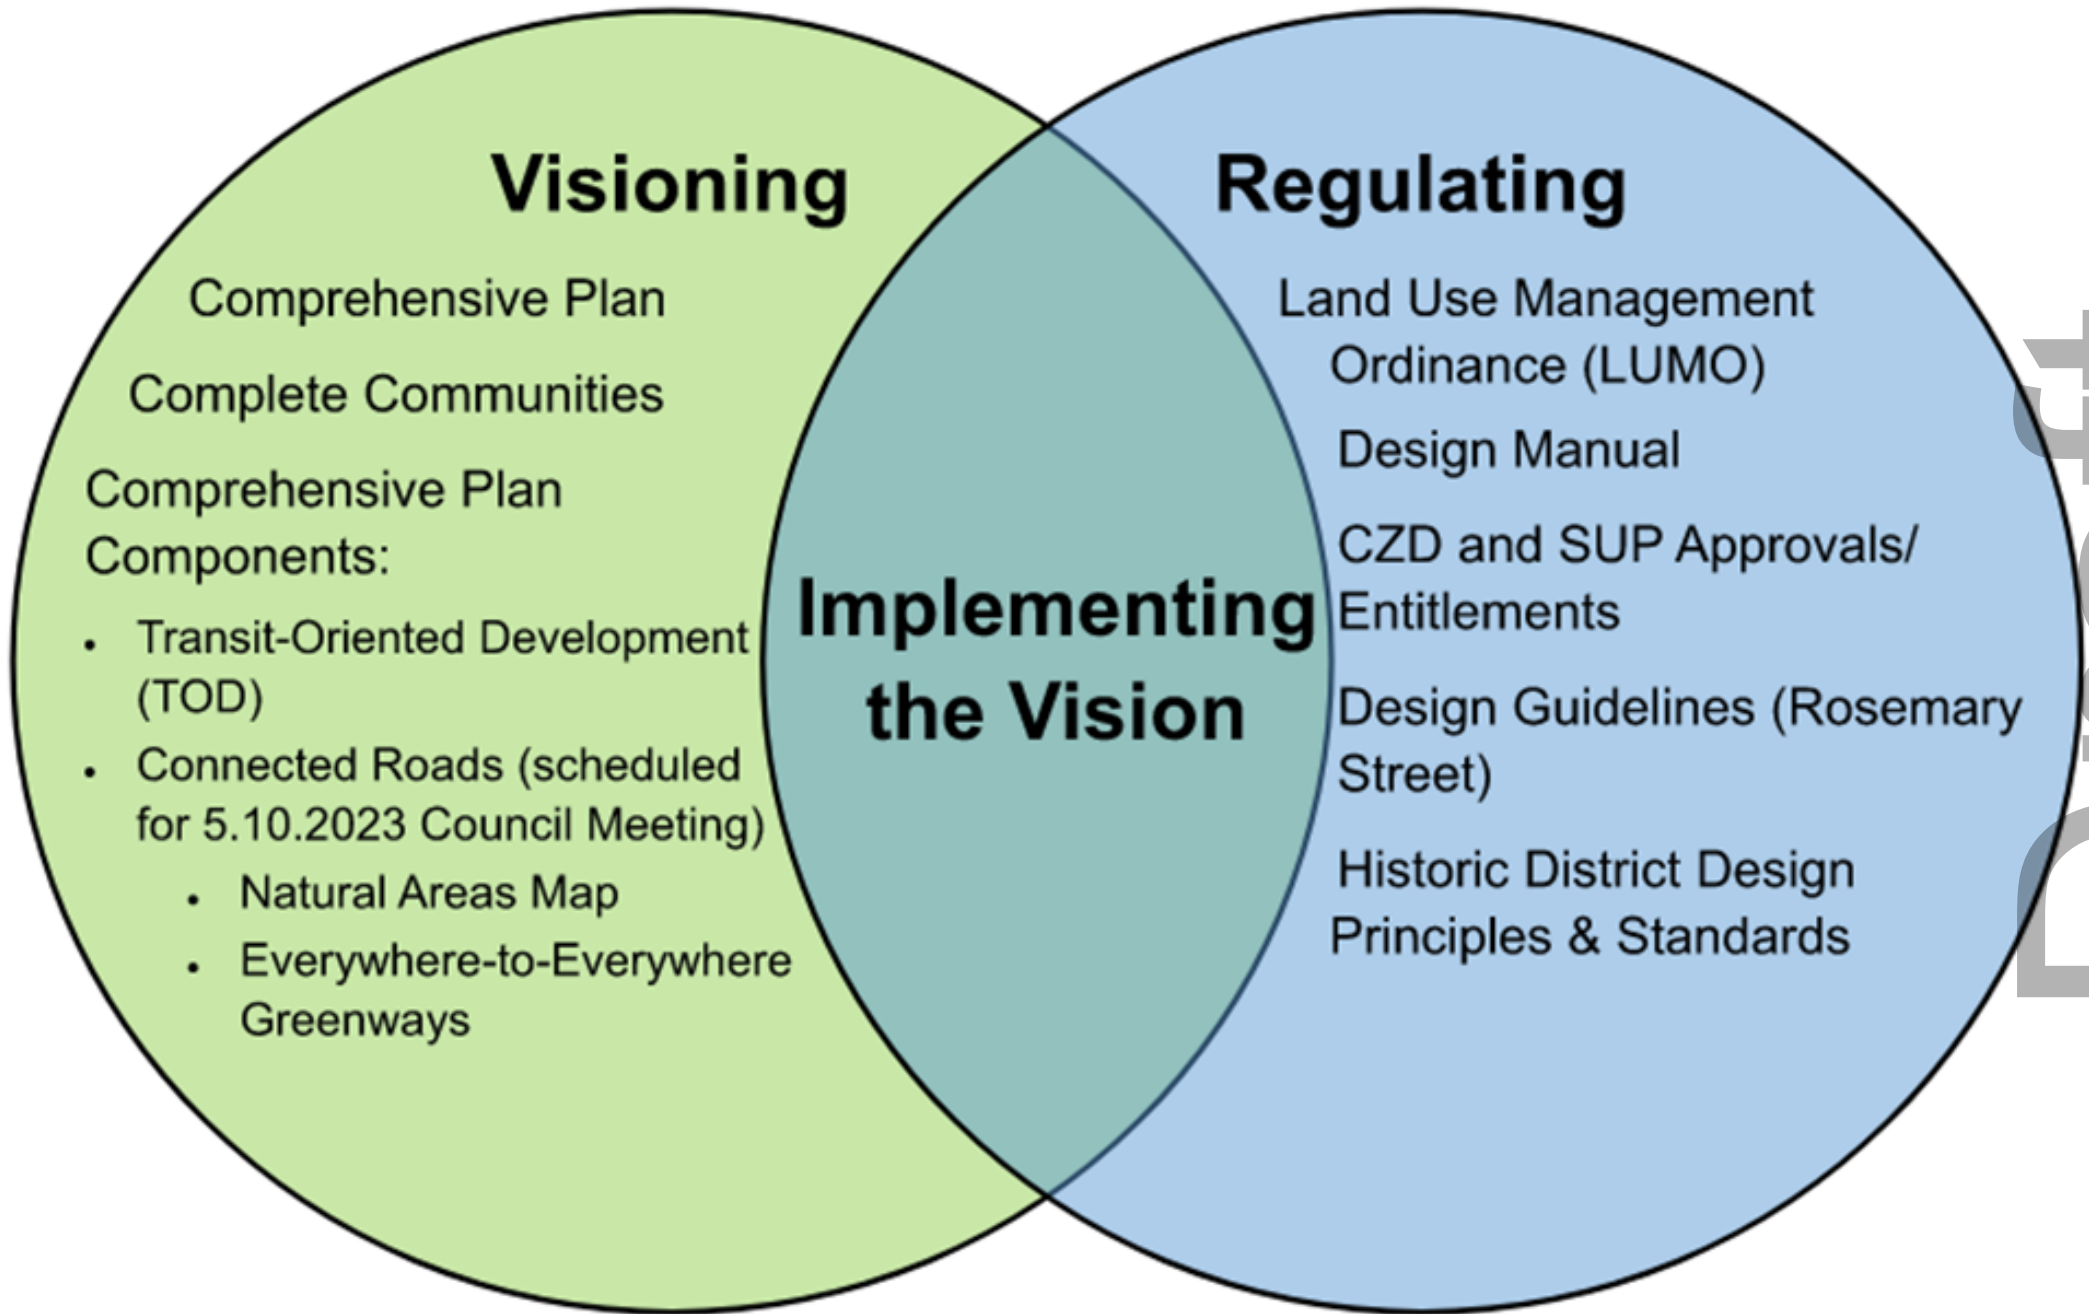 Visioning
Comprehensive Plan
Complete Communities
Comprehensive Plan
Components:
• Transit-Oriented Development
(TOD)
• Connected Roads (scheduled
for 5.10.2023 Council Meeting)
• Natural Areas Map
• Everywhere-to-Everywhere
Greenways
Implementing
the Vision
Regulating
Land Use Management
Ordinance (LUMO)
Design Manual
CZD and SUP Approvals/
Entitlements
Design Guidelines (Rosemary
Street)
Historic District Design
Principles & Standards